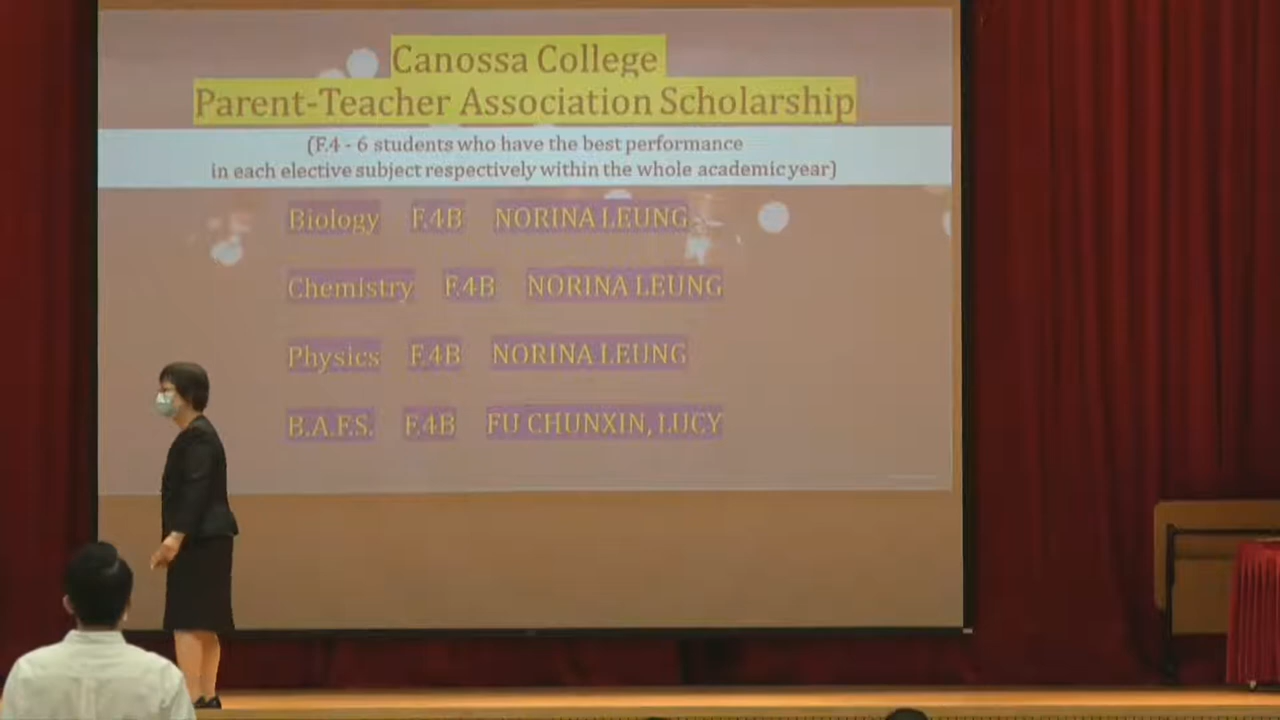 Canossa College
Parent-Teacher Association Scholarship
(F.4 - 6 students who have the best performance
in each elective subject respectively within the whole academic year)
Biology F.4B NORINA LEUNG
Chemistry F.4B NORINA LEUNG
Physics F.4B NORINA LEUNG
B.A.F.S. F.4B FU CHUNXIN, LUCY